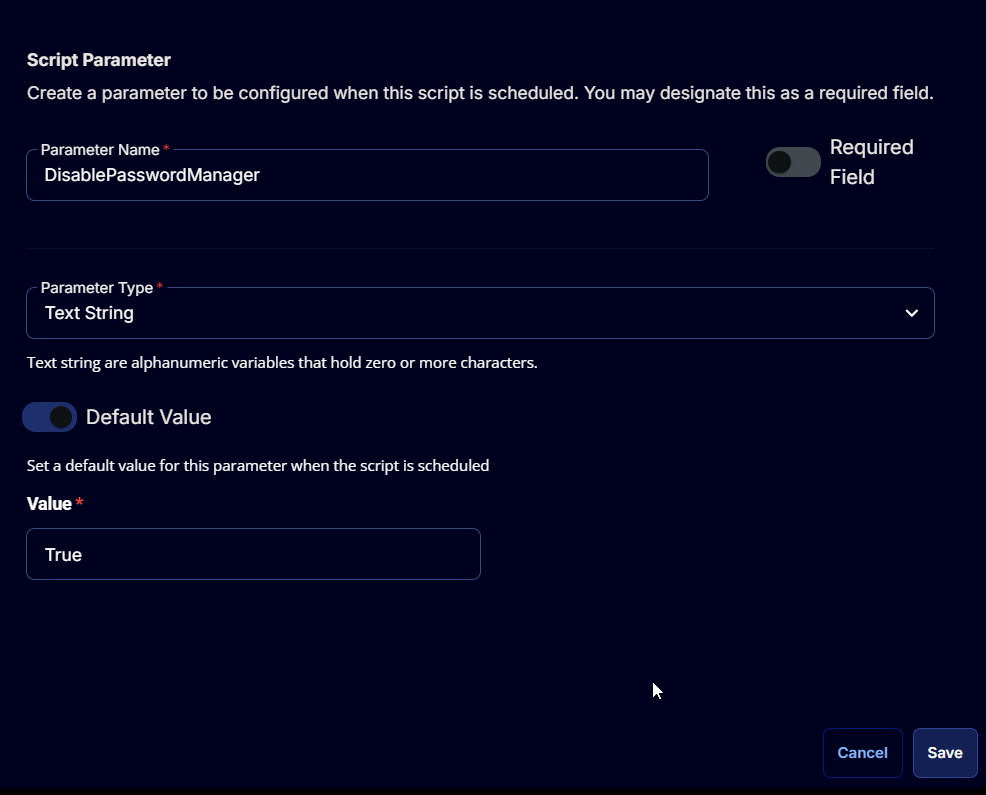 Script Parameter
Create a parameter to be configured when this script is scheduled. You may designate this as a required field.
Parameter Name *
DisablePasswordManager
Required
Field
Parameter Type *
Text String
Text string are alphanumeric variables that hold zero or more characters.
Default Value
Set a default value for this parameter when the script is scheduled
Value *
True
Cancel
Save